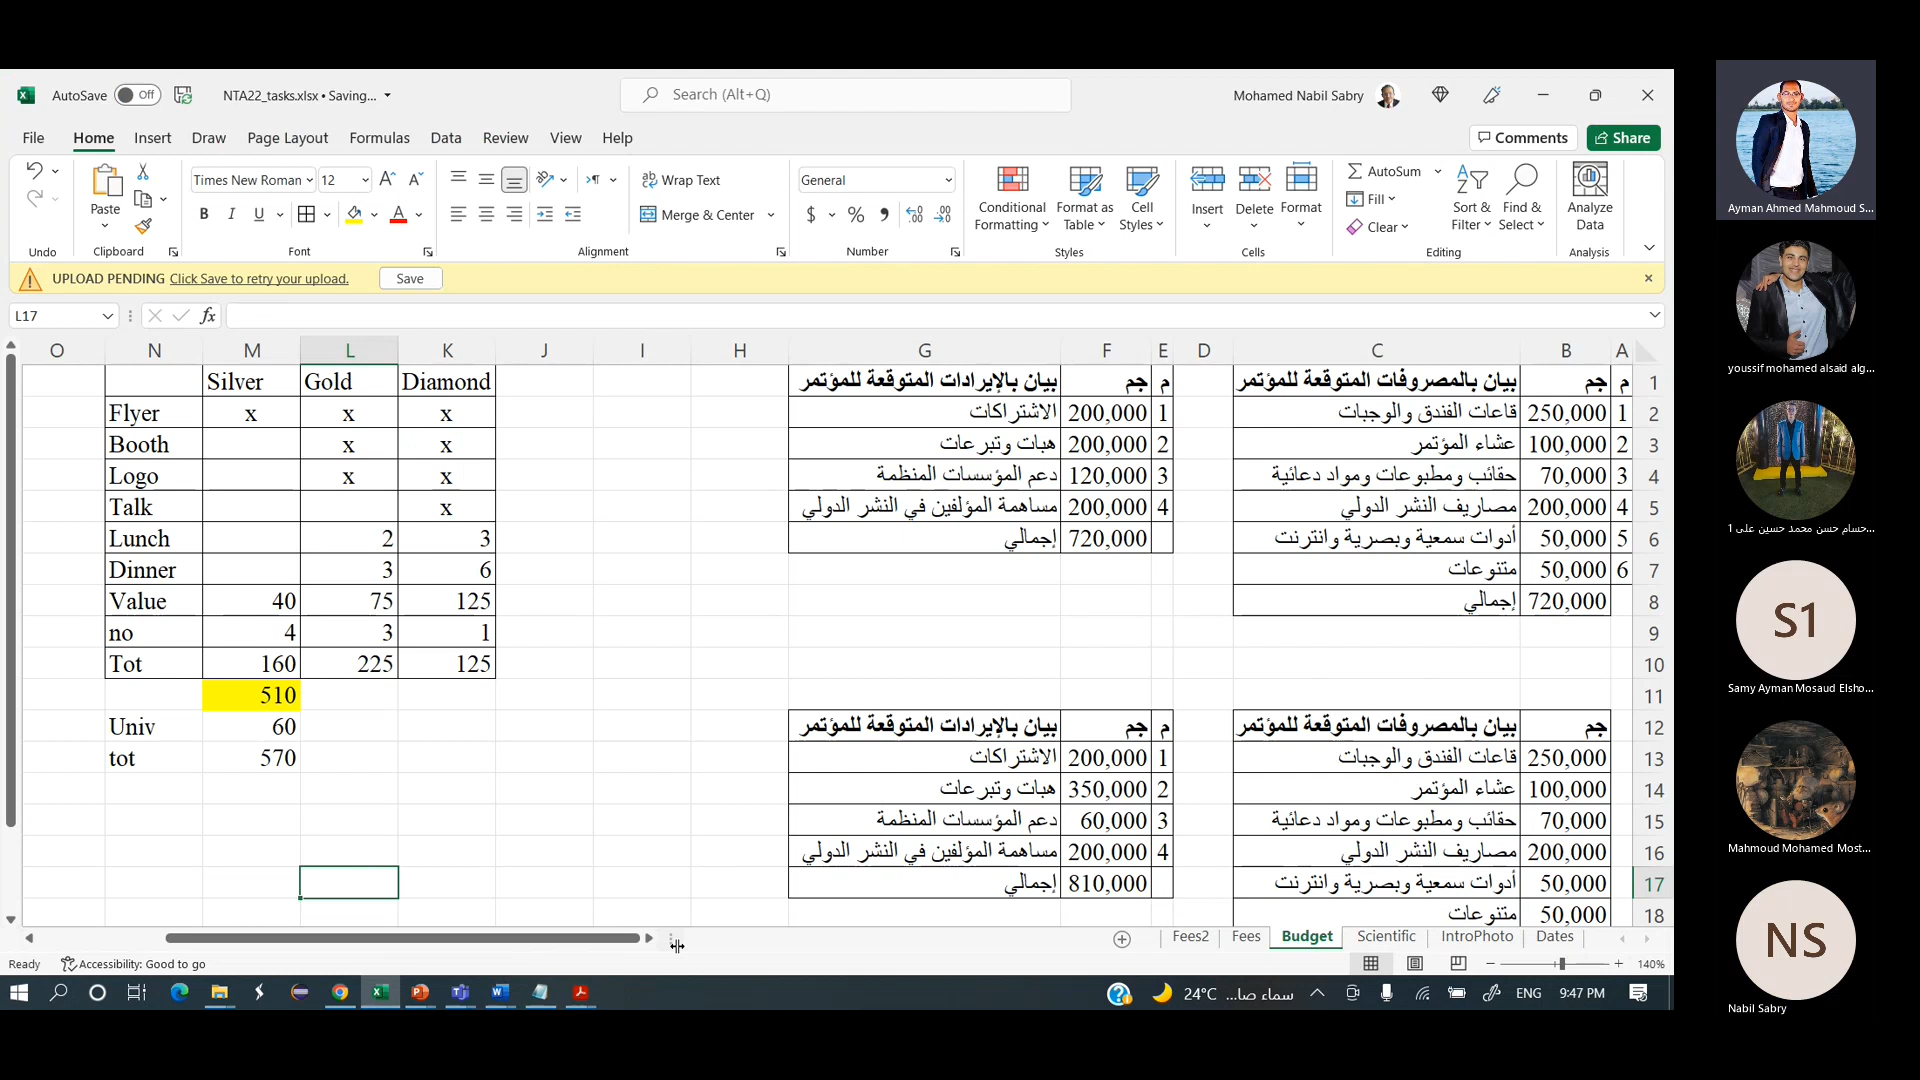 AutoSave Off NTA22_tasks.xlsx • Saving... Search (Alt+Q) Mohamed Nabil Sabry
File Home Insert Draw Page Layout Formulas Data Review View Help Comments Share
Paste Times New Roman 12 Wrap Text General Conditional Formatting Format as Table Cell Styles Insert Delete Format AutoSum Fill Clear Sort & Filter Find & Select Analyze Data
B I U Merge & Center $ %
Undo Clipboard Font Alignment Number Styles Cells Editing Analysis
UPLOAD PENDING Click Save to retry your upload. Save
L17 fx
O N M L K J I H G F E D C B A
Silver Gold Diamond بيان بالإيرادات المتوقعة للمؤتمر جم م بيان بالمصروفات المتوقعة للمؤتمر جم م 1
Flyer x x x الاشتراكات 200,000 1 قاعات الفندق والوجبات 250,000 1 2
Booth x x هبات وتبرعات 200,000 2 عشاء المؤتمر 100,000 2 3
Logo x x دعم المؤسسات المنظمة 120,000 3 حقائب ومطبوعات ومواد دعائية 70,000 3 4
Talk x مساهمة المؤلفين في النشر الدولي 200,000 4 مصاريف النشر الدولي 200,000 4 5
Lunch 2 3 إجمالي 720,000 أدوات سمعية وبصرية وانترنت 50,000 5 6
Dinner 3 6 متنوعات 50,000 6 7
Value 40 75 125 إجمالي 720,000 8
no 4 3 1 9
Tot 160 225 125 10
510 11
Univ 60 بيان بالإيرادات المتوقعة للمؤتمر جم م بيان بالمصروفات المتوقعة للمؤتمر جم 12
tot 570 الاشتراكات 200,000 1 قاعات الفندق والوجبات 250,000 13
هبات وتبرعات 350,000 2 عشاء المؤتمر 100,000 14
دعم المؤسسات المنظمة 60,000 3 حقائب ومطبوعات ومواد دعائية 70,000 15
مساهمة المؤلفين في النشر الدولي 200,000 4 مصاريف النشر الدولي 200,000 16
إجمالي 810,000 أدوات سمعية وبصرية وانترنت 50,000 17
متنوعات 50,000 18
Fees2 Fees Budget Scientific IntroPhoto Dates
Ready Accessibility: Good to go 140%
24°C سماء صا... ENG 9:47 PM
Ayman Ahmed Mahmoud S...
youssif mohamed alsaid alg...
حسام حسن محمد حسين على 1...
S1
Samy Ayman Mosaud Elsho...
Mahmoud Mohamed Most...
NS
Nabil Sabry